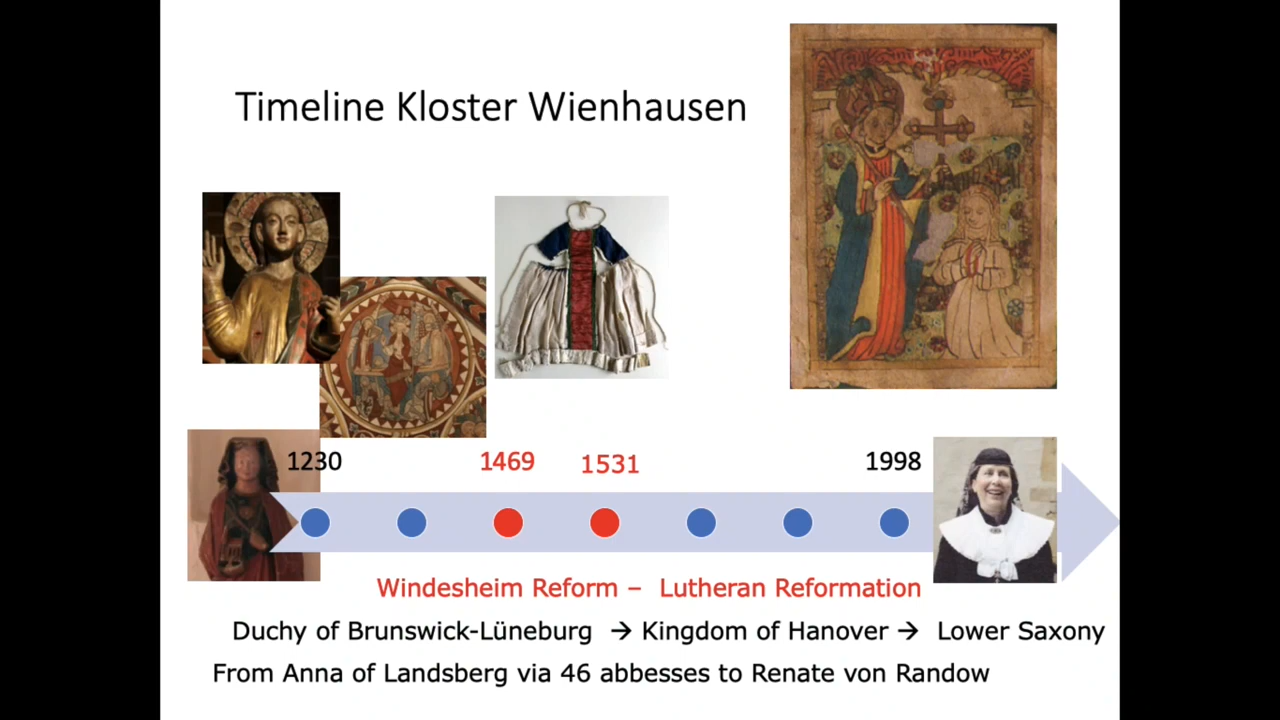 Timeline Kloster Wienhausen
1230 1469 1531 1998
Windesheim Reform – Lutheran Reformation
Duchy of Brunswick-Lüneburg → Kingdom of Hanover → Lower Saxony
From Anna of Landsberg via 46 abbesses to Renate von Randow